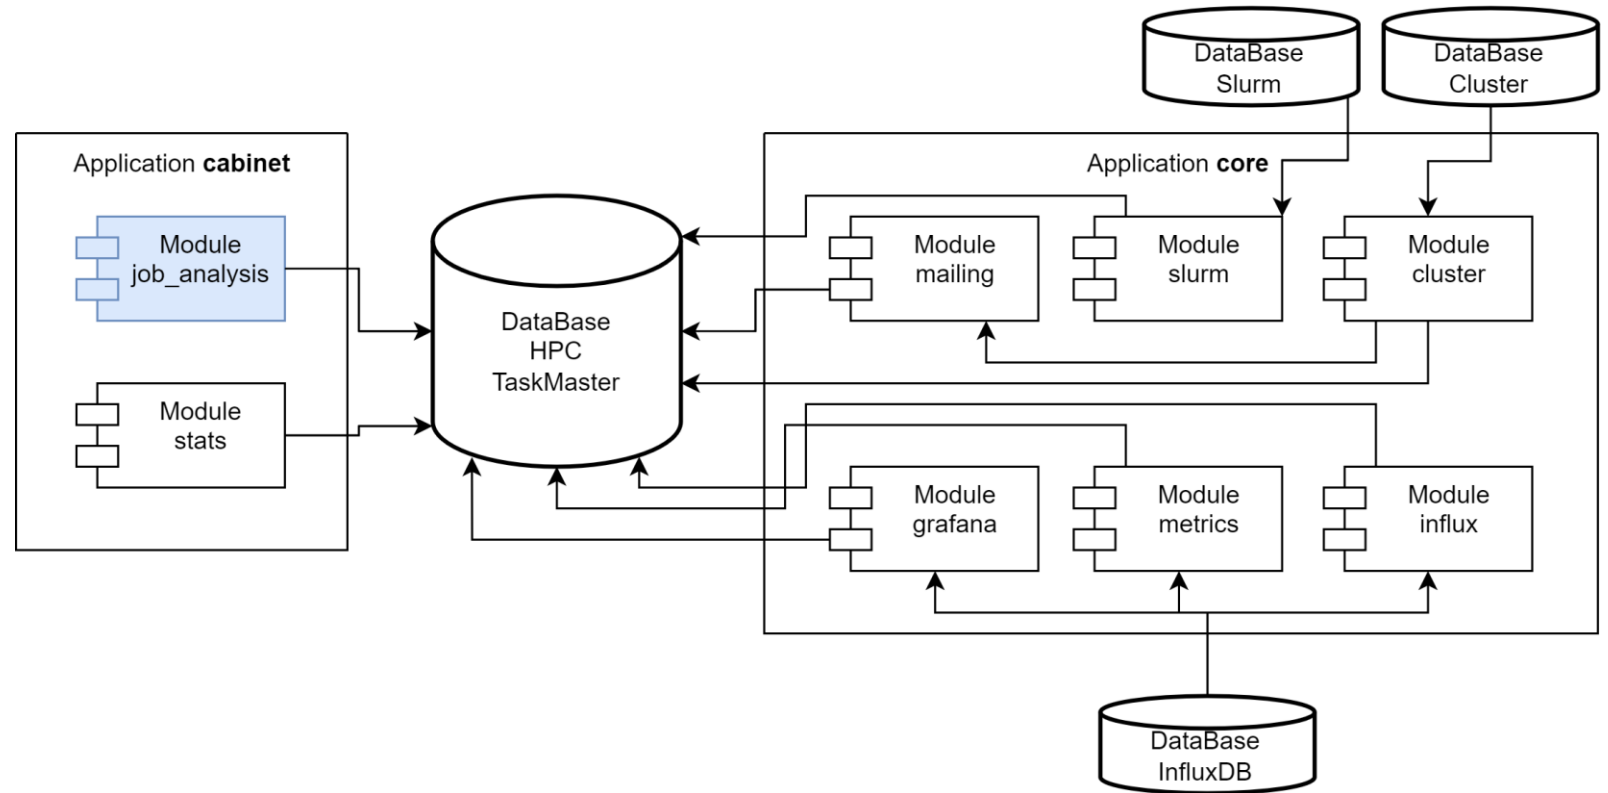 DataBase
Slurm
DataBase
Cluster
Application cabinet
Module
job_analysis
Module
stats
DataBase
HPC
TaskMaster
Application core
Module
mailing
Module
slurm
Module
cluster
Module
grafana
Module
metrics
Module
influx
DataBase
InfluxDB